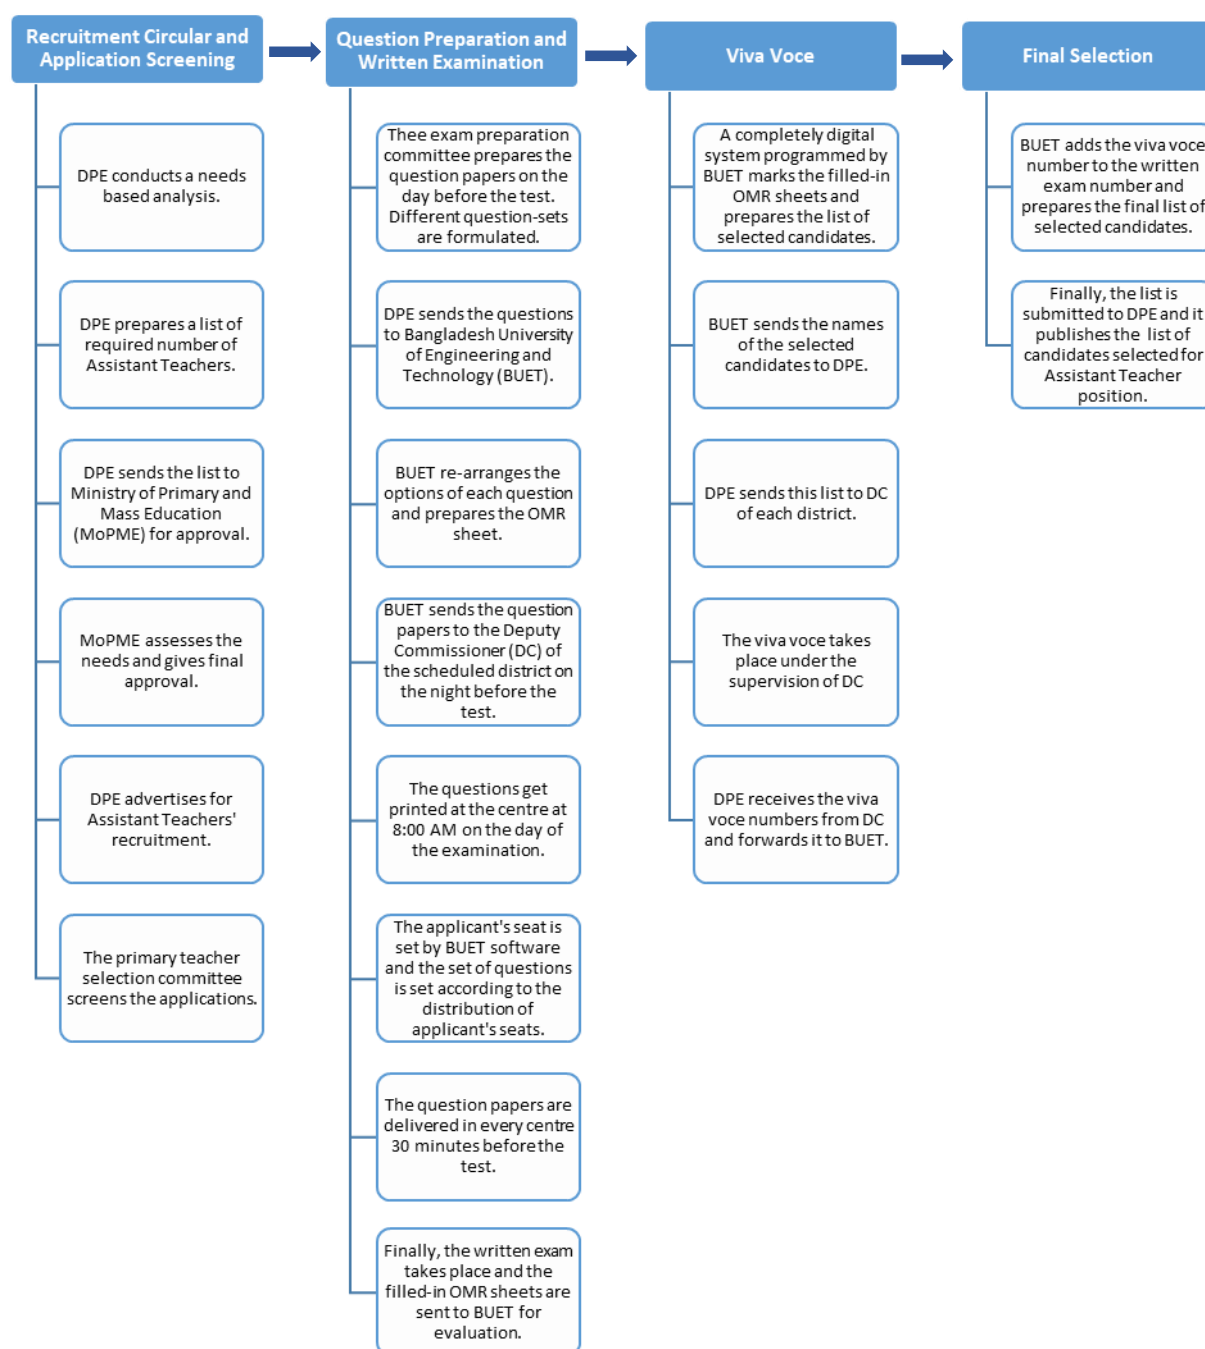 Recruitment Circular and
Application Screening
DPE conducts a needs
based analysis.
DPE prepares a list of
required number of
Assistant Teachers.
DPE sends the list to
Ministry of Primary and
Mass Education
(MoPME) for approval.
MoPME assesses the
needs and gives final
approval.
DPE advertises for
Assistant Teachers'
recruitment.
The primary teacher
selection committee
screens the applications.
Question Preparation and
Written Examination
Thee exam preparation
committee prepares the
question papers on the
day before the test.
Different question-sets
are formulated.
DPE sends the questions
to Bangladesh University
of Engineering and
Technology (BUET).
BUET re-arranges the
options of each question
and prepares the OMR
sheet.
BUET sends the question
papers to the Deputy
Commissioner (DC) of
the scheduled district on
the night before the
test.
The questions get
printed at the centre at
8:00 AM on the day of
the examination.
The applicant's seat is
set by BUET software
and the set of questions
is set according to the
distribution of
applicant's seats.
The question papers are
delivered in every centre
30 minutes before the
test.
Finally, the written exam
takes place and the
filled-in OMR sheets are
sent to BUET for
evaluation.
Viva Voce
A completely digital
system programmed by
BUET marks the filled-in
OMR sheets and
prepares the list of
selected candidates.
BUET sends the names
of the selected
candidates to DPE.
DPE sends this list to DC
of each district.
The viva voce takes
place under the
supervision of DC
DPE receives the viva
voce numbers from DC
and forwards it to BUET.
Final Selection
BUET adds the viva voce
number to the written
exam number and
prepares the final list of
selected candidates.
Finally, the list is
submitted to DPE and it
publishes the list of
candidates selected for
Assistant Teacher
position.